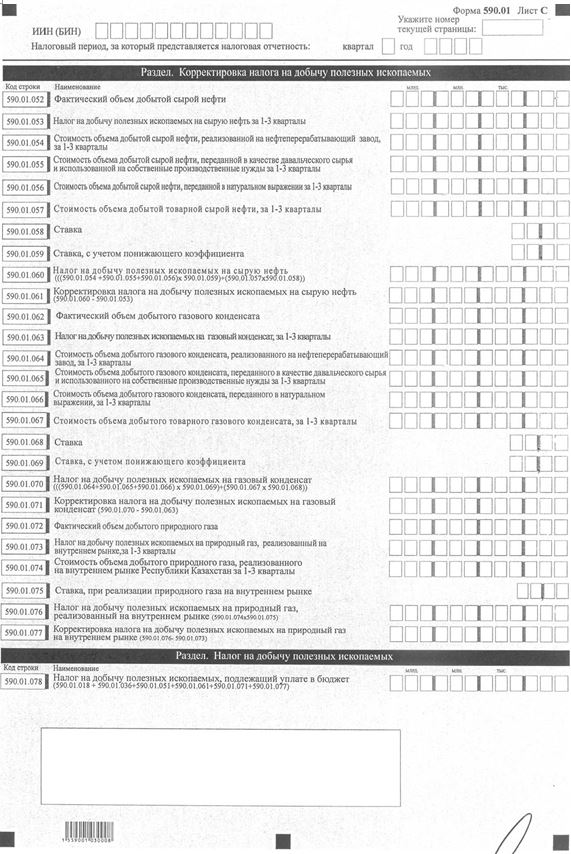 Форма 590.01 Лист С
Укажите номер
текущей страницы:
ИИН (БИН)
Налоговый период, за который представляется налоговая отчетность: квартал год
Раздел. Корректировка налога на добычу полезных ископаемых
Код строки Наименование млрд. млн. тыс.
590.01.052 Фактический объем добытой сырой нефти
590.01.053 Налог на добычу полезных ископаемых на сырую нефть за 1-3 кварталы
590.01.054 Стоимость объема добытой сырой нефти, реализованной на нефтеперерабатывающий завод,
за 1-3 кварталы
590.01.055 Стоимость объема добытой сырой нефти, переданной в качестве давальческого сырья
и использованной на собственные производственные нужды за 1-3 кварталы
590.01.056 Стоимость объема добытой сырой нефти, переданной в натуральном выражении за 1-3 кварталы
590.01.057 Стоимость объема добытой товарной сырой нефти, за 1-3 кварталы
590.01.058 Ставка
590.01.059 Ставка, с учетом понижающего коэффициента
590.01.060 Налог на добычу полезных ископаемых на сырую нефть
(((590.01.054 +590.01.055+590.01.056)х 590.01.059)+(590.01.057х590.01.058))
590.01.061 Корректировка налога на добычу полезных ископаемых на сырую нефть
(590.01.060 - 590.01.053)
590.01.062 Фактический объем добытого газового конденсата
590.01.063 Налог на добычу полезных ископаемых на газовый конденсат, за 1-3 кварталы
590.01.064 Стоимость объема добытого газового конденсата, реализованного на нефтеперерабатывающий
завод, за 1-3 кварталы
590.01.065 Стоимость объема добытого газового конденсата, переданного в качестве давальческого сырья
и использованного на собственные производственные нужды за 1-3 кварталы
590.01.066 Стоимость объема добытого газового конденсата, переданного в натуральном
выражении, за 1-3 кварталы
590.01.067 Стоимость объема добытого товарного газового конденсата, за 1-3 кварталы
590.01.068 Ставка
590.01.069 Ставка, с учетом понижающего коэффициента
590.01.070 Налог на добычу полезных ископаемых на газовый конденсат
(((590.01.064+590.01.065+590.01.066) х 590.01.069)+(590.01.067 х 590.01.068))
590.01.071 Корректировка налога на добычу полезных ископаемых на газовый
конденсат (590.01.070 - 590.01.063)
590.01.072 Фактический объем добытого природного газа
590.01.073 Налог на добычу полезных ископаемых на природный газ, реализованный на
внутреннем рынке,за 1-3 кварталы
590.01.074 Стоимость объема добытого природного газа, реализованного
на внутреннем рынке Республики Казахстан за 1-3 кварталы
590.01.075 Ставка, при реализации природного газа на внутреннем рынке
590.01.076 Налог на добычу полезных ископаемых на природный газ,
реализованный на внутреннем рынке (590.01.074х590.01.075)
590.01.077 Корректировка налога на добычу полезных ископаемых на природный газ
на внутреннем рынке (590.01.076- 590.01.073)
Раздел. Налог на добычу полезных ископаемых
Код строки Наименование млрд. млн. тыс.
590.01.078 Налог на добычу полезных ископаемых, подлежащий уплате в бюджет
(590.01.018 + 590.01.036+590.01.051+590.01.061+590.01.071+590.01.077)
1559001030008